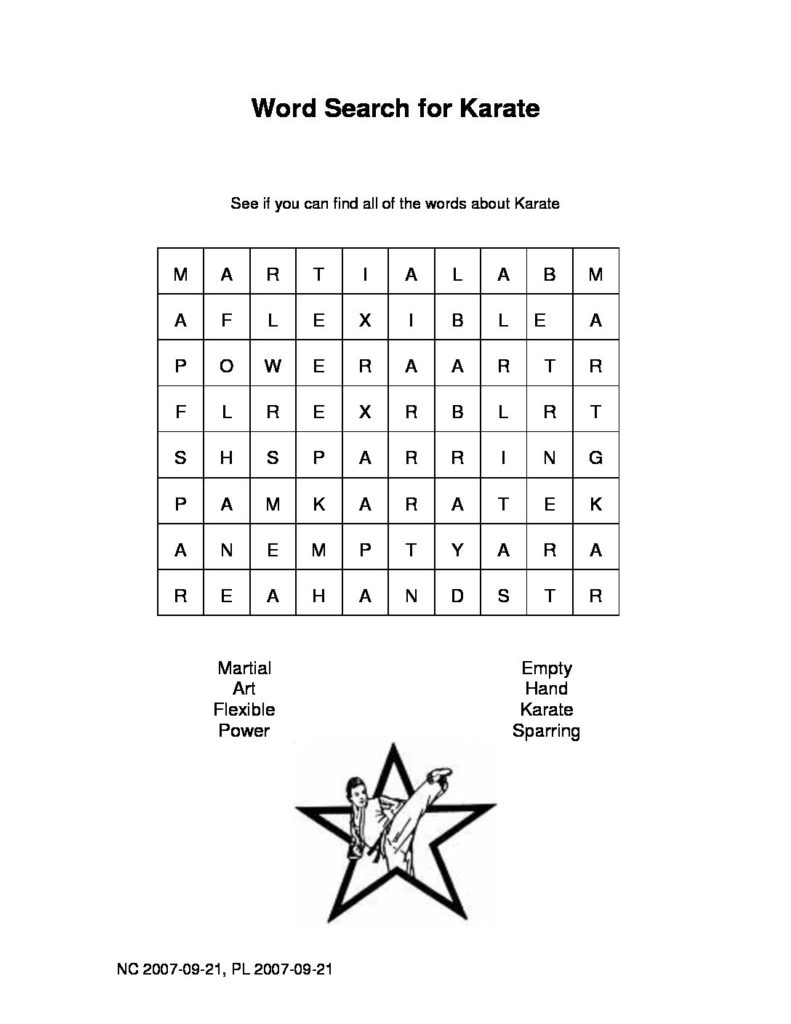 Word Search for Karate
See if you can find all of the words about Karate
M A R T I A L A B M
A F L E X I B L E A
P O W E R A A R T R
F L R E X R B L R T
S H S P A R R I N G
P A M K A R A T E K
A N E M P T Y A R A
R E A H A N D S T R
Martial Empty
Art Hand
Flexible Karate
Power Sparring
NC 2007-09-21, PL 2007-09-21